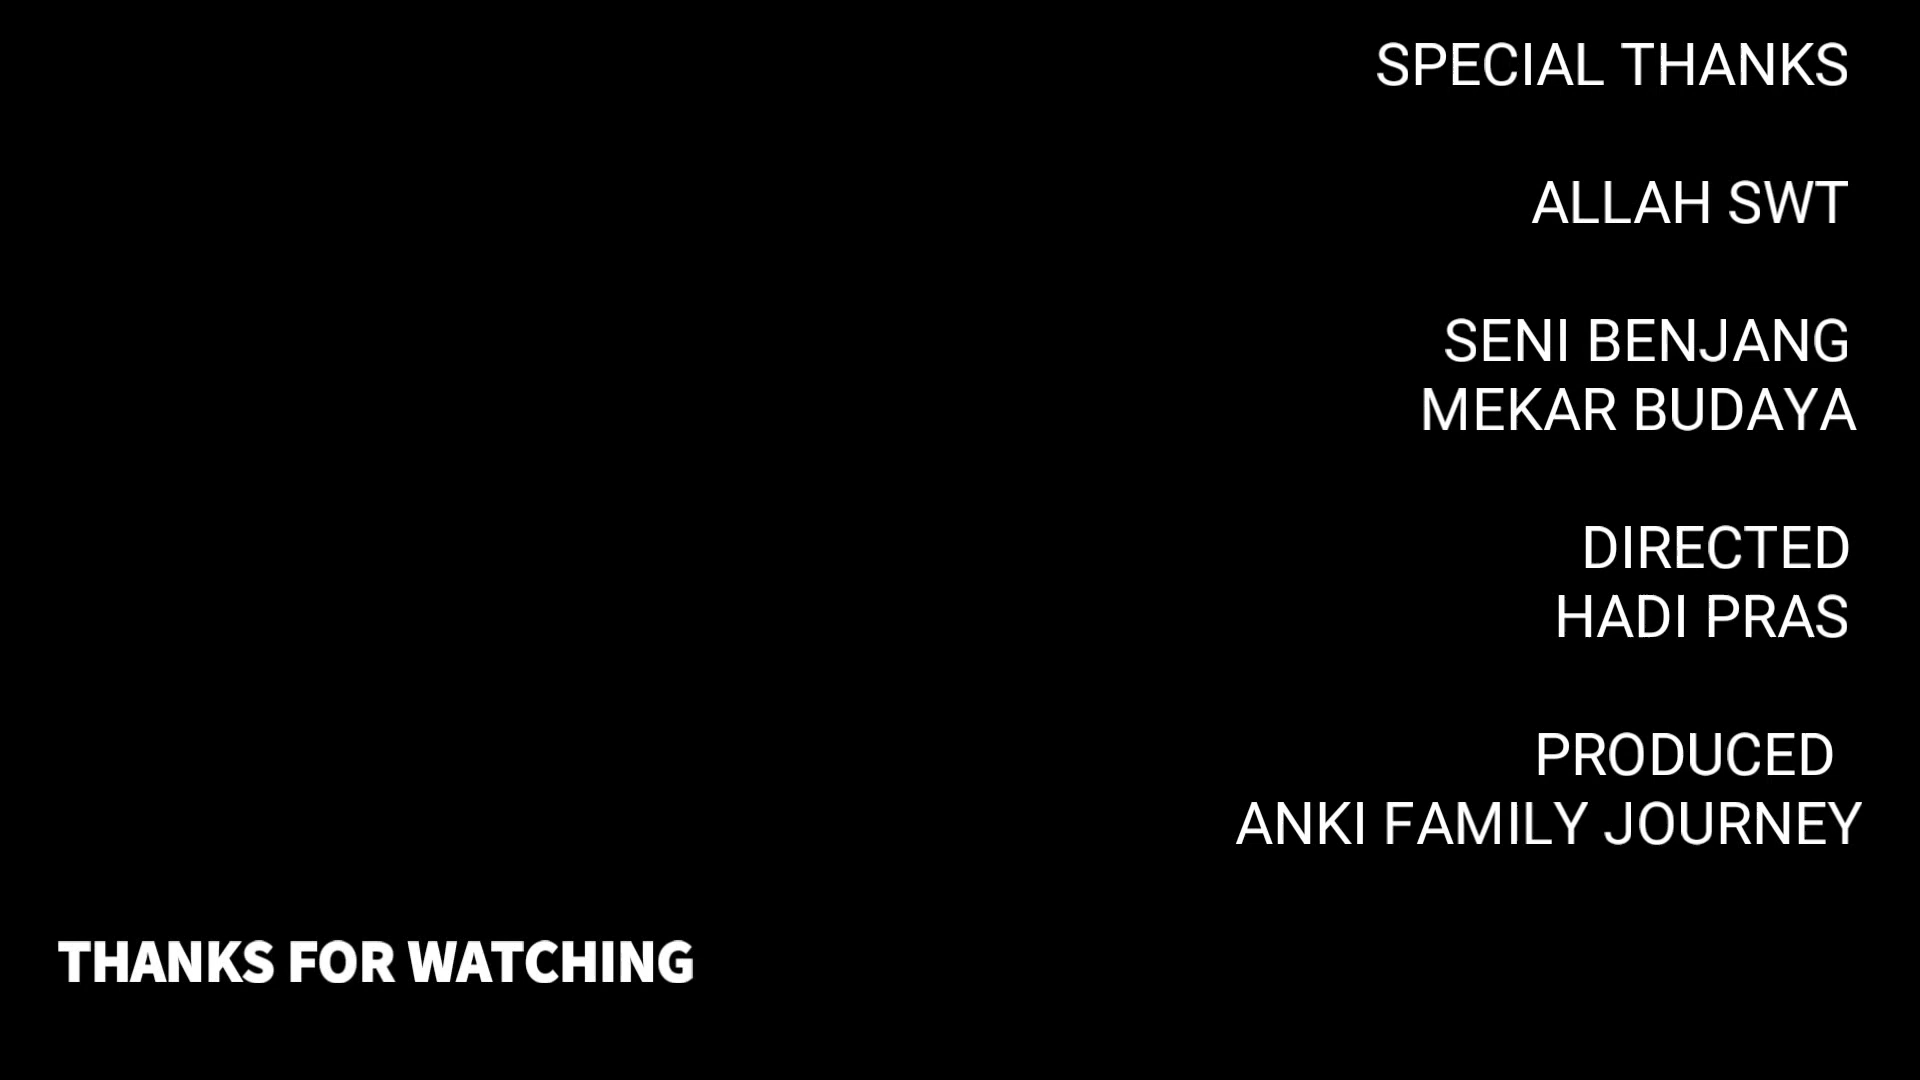 SPECIAL THANKS
ALLAH SWT
SENI BENJANG
MEKAR BUDAYA
DIRECTED
HADI PRAS
PRODUCED
ANKI FAMILY JOURNEY
THANKS FOR WATCHING